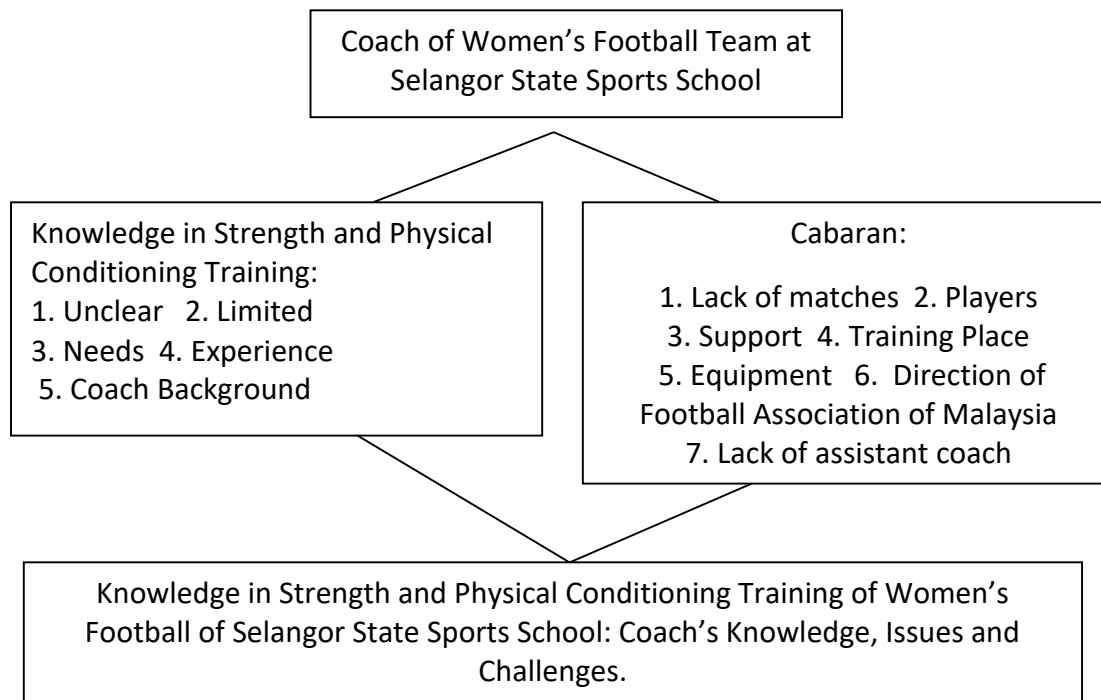 Coach of Women’s Football Team at
Selangor State Sports School
Knowledge in Strength and Physical
Conditioning Training:
1. Unclear 2. Limited
3. Needs 4. Experience
5. Coach Background
Cabaran:
1. Lack of matches 2. Players
3. Support 4. Training Place
5. Equipment 6. Direction of
Football Association of Malaysia
7. Lack of assistant coach
Knowledge in Strength and Physical Conditioning Training of Women’s
Football of Selangor State Sports School: Coach’s Knowledge, Issues and
Challenges.